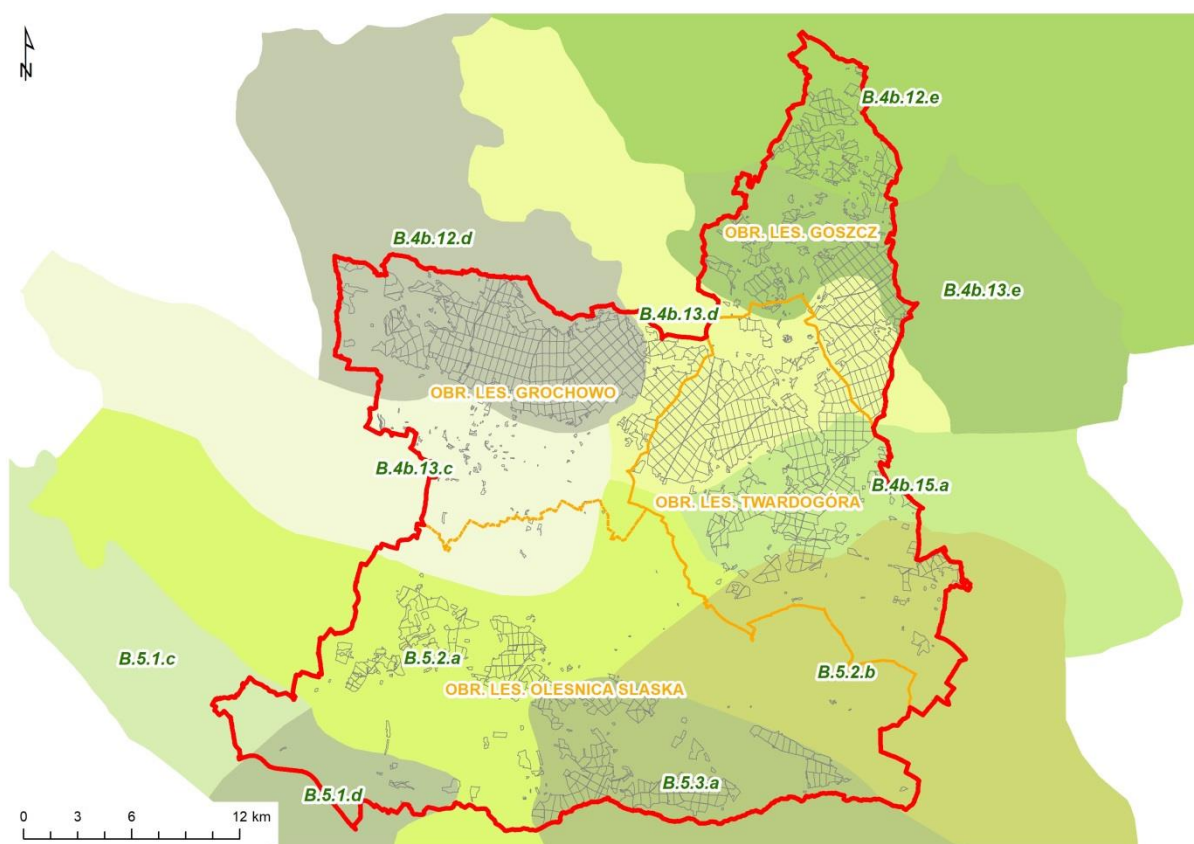 N
B.4b.12.e
OBR. LES. GOSZCZ
B.4b.12.d
B.4b.13.e
B.4b.13.d
OBR. LES. GROCHOWO
B.4b.13.c
B.4b.15.a
OBR. LES. TWARDOGÓRA
B.5.1.c
B.5.2.a
B.5.2.b
OBR. LES. OLESNICA SLASKA
B.5.3.a
B.5.1.d
0 3 6 12 km